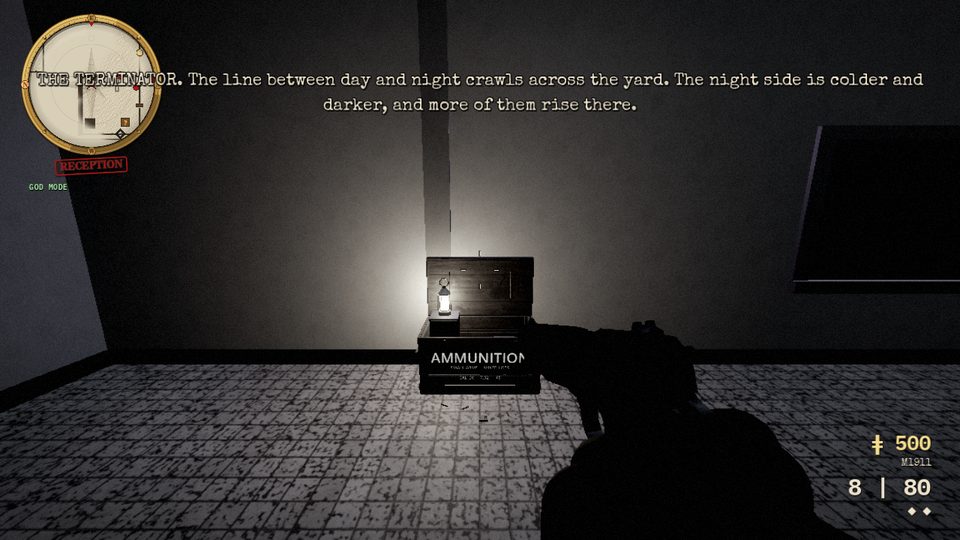 THE TERMINATOR. The line between day and night crawls across the yard. The night side is colder and
darker, and more of them rise there.
RECEPTION
GOD MODE
AMMUNITION
500
M1911
8 | 80